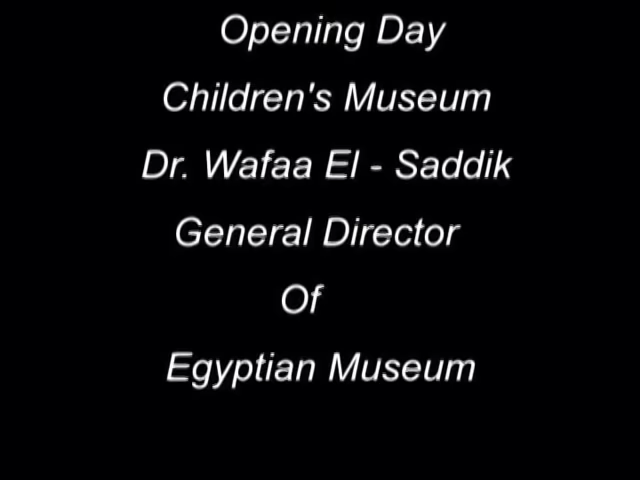 Opening Day
Children's Museum
Dr. Wafaa El - Saddik
General Director
Of
Egyptian Museum